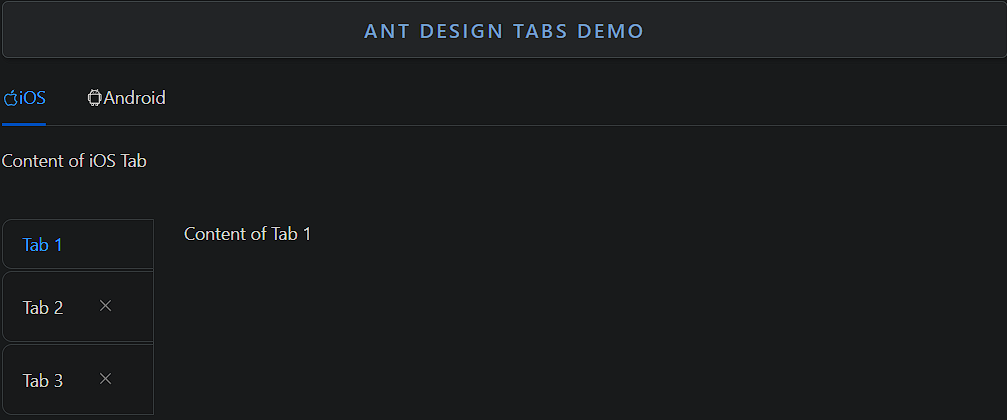 ANT DESIGN TABS DEMO
iOS Android
Content of iOS Tab
Tab 1
Content of Tab 1
Tab 2
Tab 3